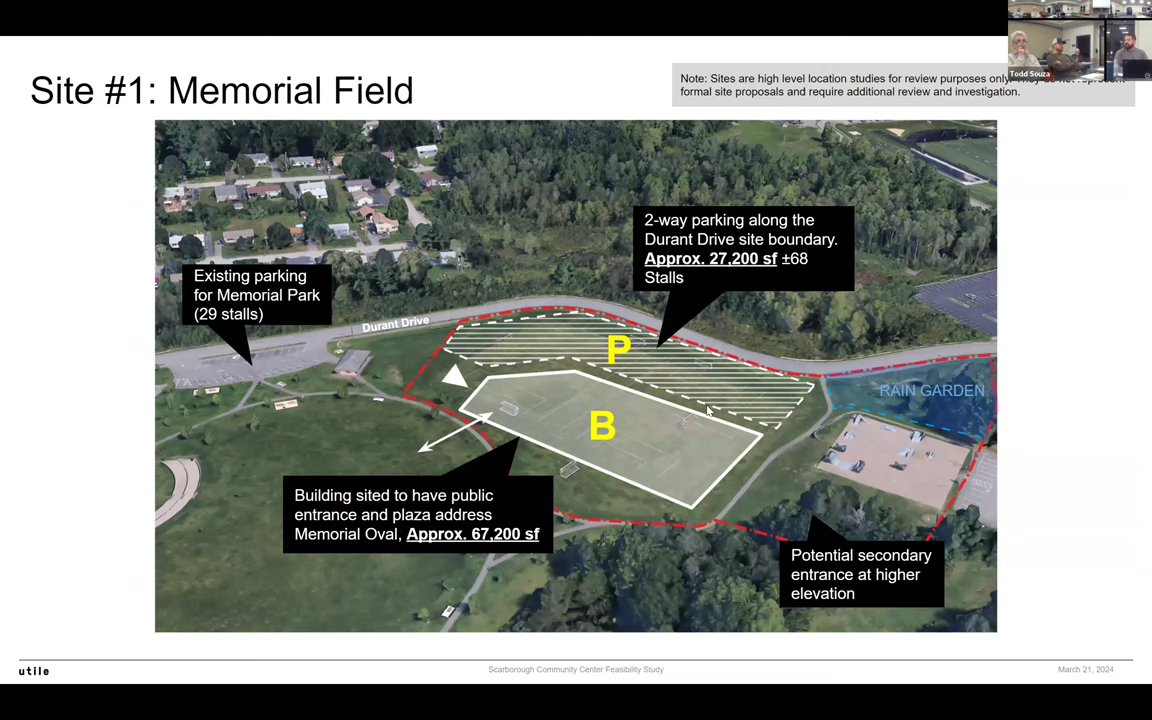 Todd Souza
Site #1: Memorial Field
Note: Sites are high level location studies for review purposes only.
formal site proposals and require additional review and investigation.
2-way parking along the
Durant Drive site boundary.
Approx. 27,200 sf ±68
Stalls
Existing parking
for Memorial Park
(29 stalls)
Durant Drive
P
RAIN GARDEN
B
Building sited to have public
entrance and plaza address
Memorial Oval, Approx. 67,200 sf
Potential secondary
entrance at higher
elevation
utile
Scarborough Community Center Feasibility Study
March 21, 2024